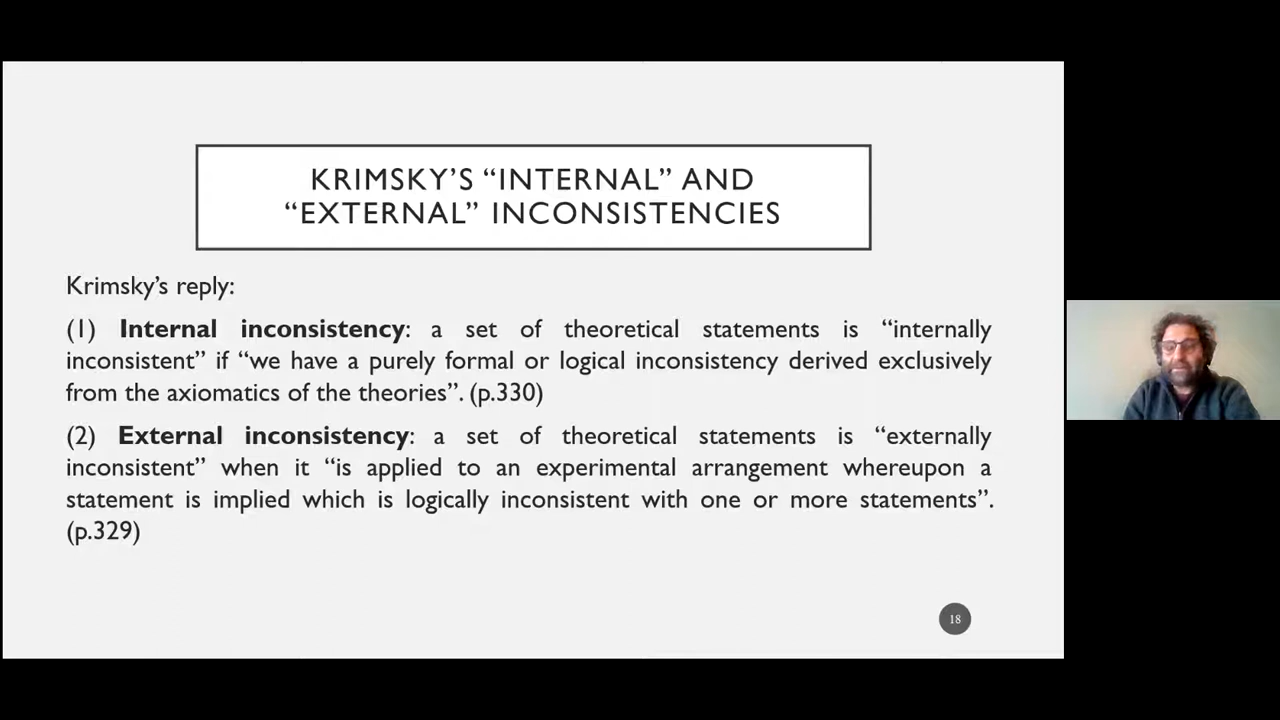 KRIMSKY’S “INTERNAL” AND
“EXTERNAL” INCONSISTENCIES
Krimsky’s reply:
(1) Internal inconsistency: a set of theoretical statements is “internally
inconsistent” if “we have a purely formal or logical inconsistency derived exclusively
from the axiomatics of the theories”. (p.330)
(2) External inconsistency: a set of theoretical statements is “externally
inconsistent” when it “is applied to an experimental arrangement whereupon a
statement is implied which is logically inconsistent with one or more statements”.
(p.329)
18